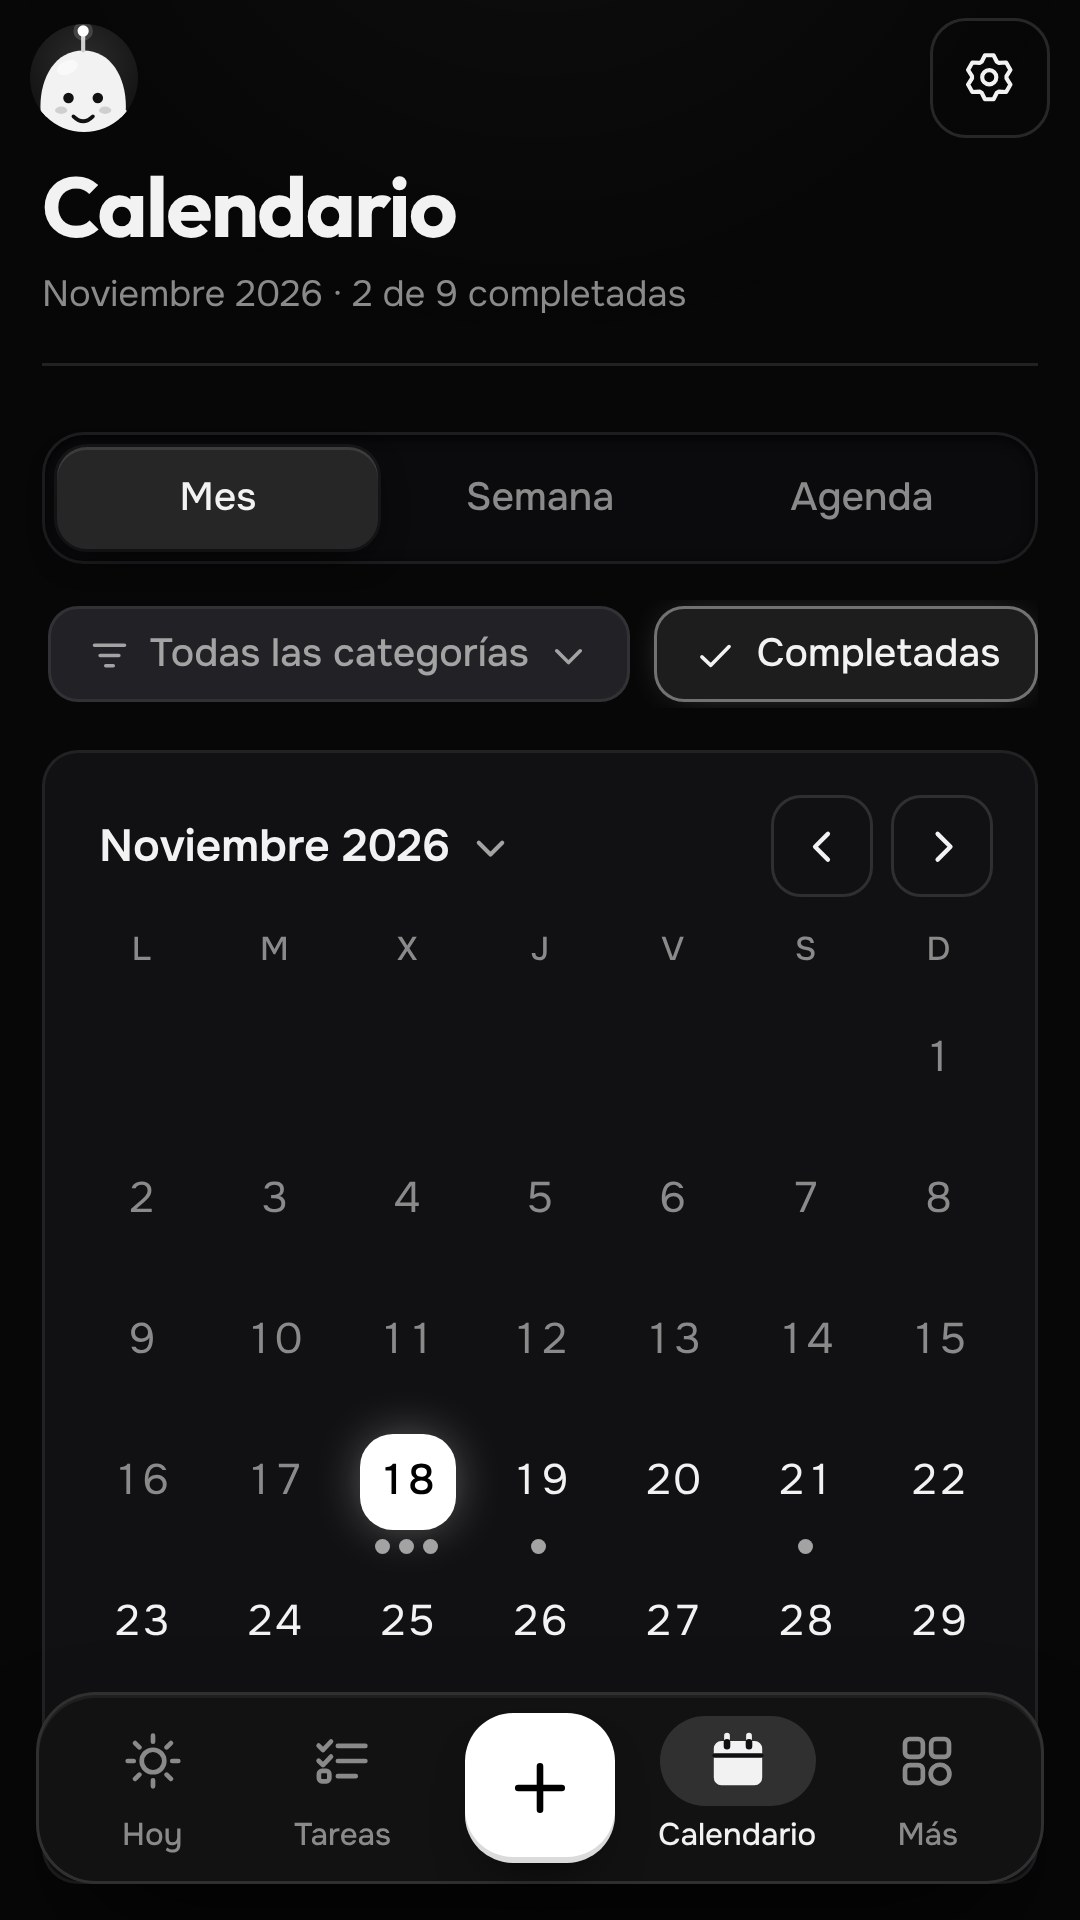 Calendario
Noviembre 2026 · 2 de 9 completadas
Mes Semana Agenda
Todas las categorías Completadas
Noviembre 2026
L M X J V S D
1
2 3 4 5 6 7 8
9 10 11 12 13 14 15
16 17 18 19 20 21 22
23 24 25 26 27 28 29
Hoy Tareas Calendario Más